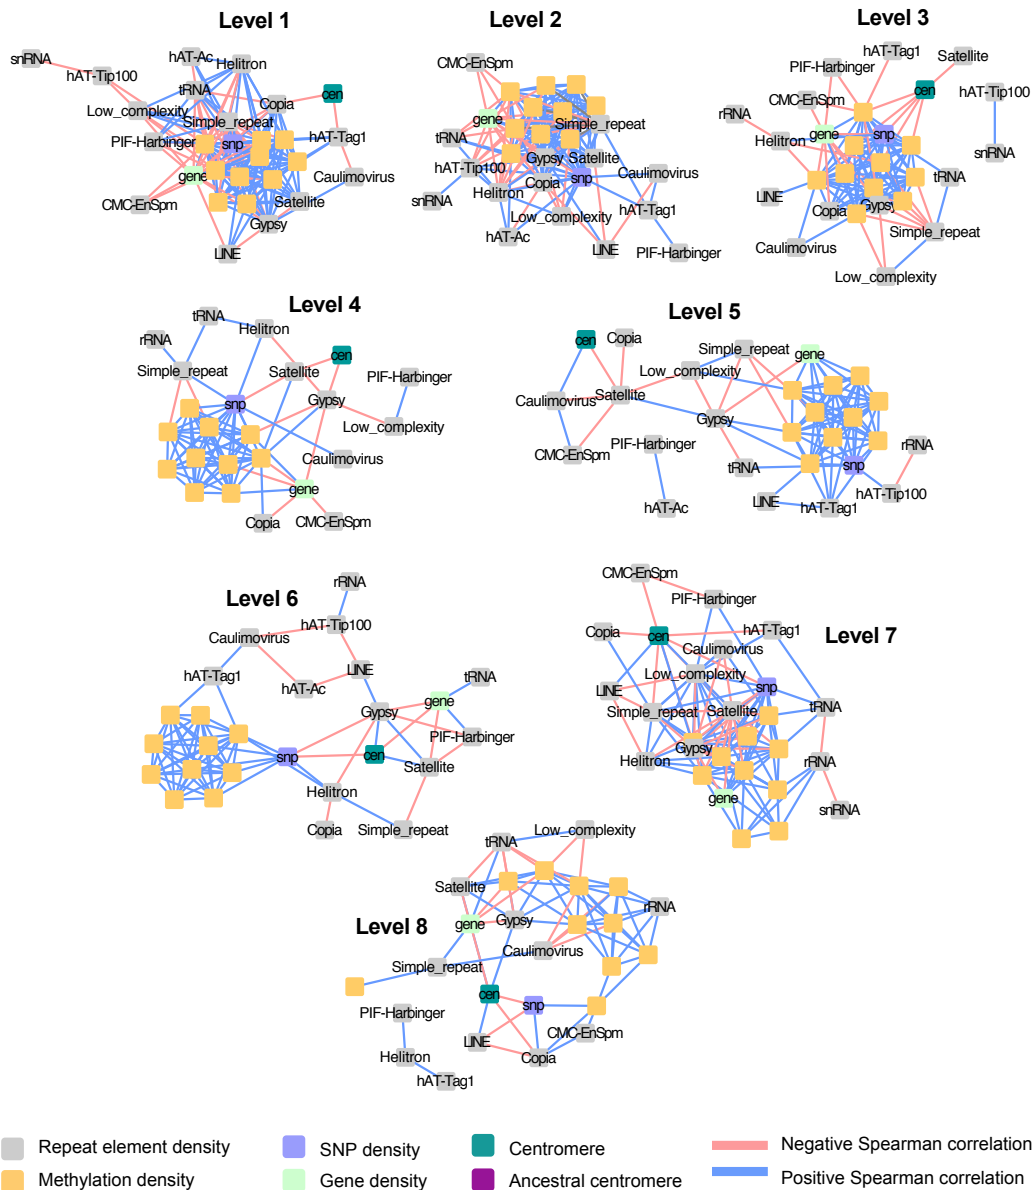 Level 1
snRNA
hAT-Tip100
hAT-Ac
Helitron
tRNA
Low_complexity
Copia
cen
Simple_repeat
PIF-Harbinger
snp
hAT-Tag1
gene
Caulimovirus
CMC-EnSpm
Satellite
Gypsy
LINE
Level 2
CMC-EnSpm
gene
Simple_repeat
tRNA
hAT-Tip100
Gypsy
Satellite
Caulimovirus
snp
Copia
Helitron
snRNA
Low_complexity
hAT-Tag1
hAT-Ac
LINE
PIF-Harbinger
Level 3
hAT-Tag1
Satellite
PIF-Harbinger
cen
hAT-Tip100
CMC-EnSpm
rRNA
gene
snp
Helitron
snRNA
tRNA
LINE
Copia
Gypsy
Simple_repeat
Caulimovirus
Low_complexity
Level 4
tRNA
Helitron
rRNA
cen
Simple_repeat
Satellite
PIF-Harbinger
snp
Gypsy
Low_complexity
Caulimovirus
gene
Copia
CMC-EnSpm
Level 5
cen
Copia
Simple_repeat
gene
Low_complexity
Caulimovirus
Satellite
Gypsy
PIF-Harbinger
rRNA
CMC-EnSpm
tRNA
snp
hAT-Tip100
LINE
hAT-Ac
hAT-Tag1
Level 6
rRNA
hAT-Tip100
Caulimovirus
hAT-Tag1
LINE
hAT-Ac
tRNA
gene
Gypsy
PIF-Harbinger
snp
cen
Satellite
Helitron
Copia
Simple_repeat
Level 7
CMC-EnSpm
PIF-Harbinger
Copia
cen
hAT-Tag1
Caulimovirus
Low_complexity
LINE
snp
Simple_repeat
Satellite
tRNA
Gypsy
Helitron
rRNA
gene
snRNA
Level 8
Low_complexity
tRNA
Satellite
rRNA
gene
Gypsy
Caulimovirus
Simple_repeat
cen
snp
PIF-Harbinger
CMC-EnSpm
LINE
Helitron
Copia
hAT-Tag1
Repeat element density
SNP density
Centromere
Negative Spearman correlation
Methylation density
Gene density
Ancestral centromere
Positive Spearman correlation